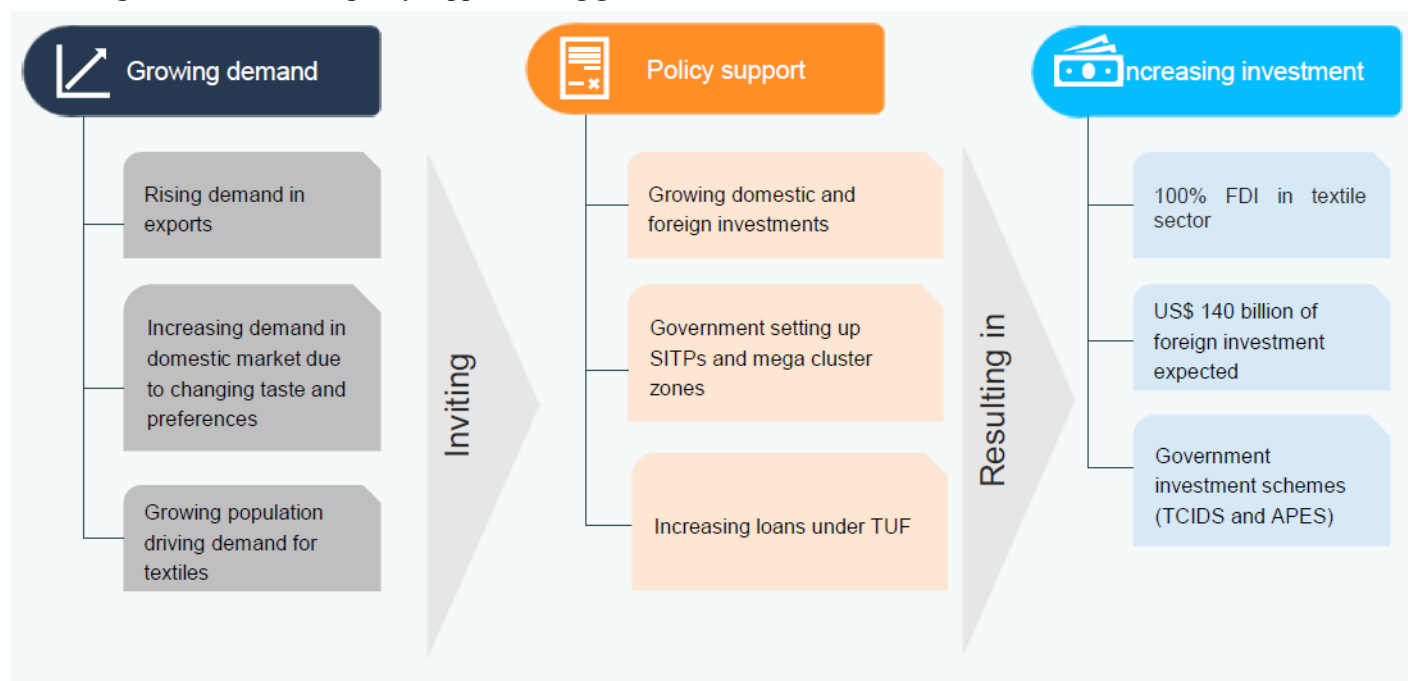 Growing demand
Rising demand in
exports
Increasing demand in
domestic market due
to changing taste and
preferences
Growing population
driving demand for
textiles
Inviting
Policy support
Growing domestic and
foreign investments
Government setting up
SITPs and mega cluster
zones
Increasing loans under TUF
Resulting in
Increasing investment
100% FDI in textile
sector
US$ 140 billion of
foreign investment
expected
Government
investment schemes
(TCIDS and APES)